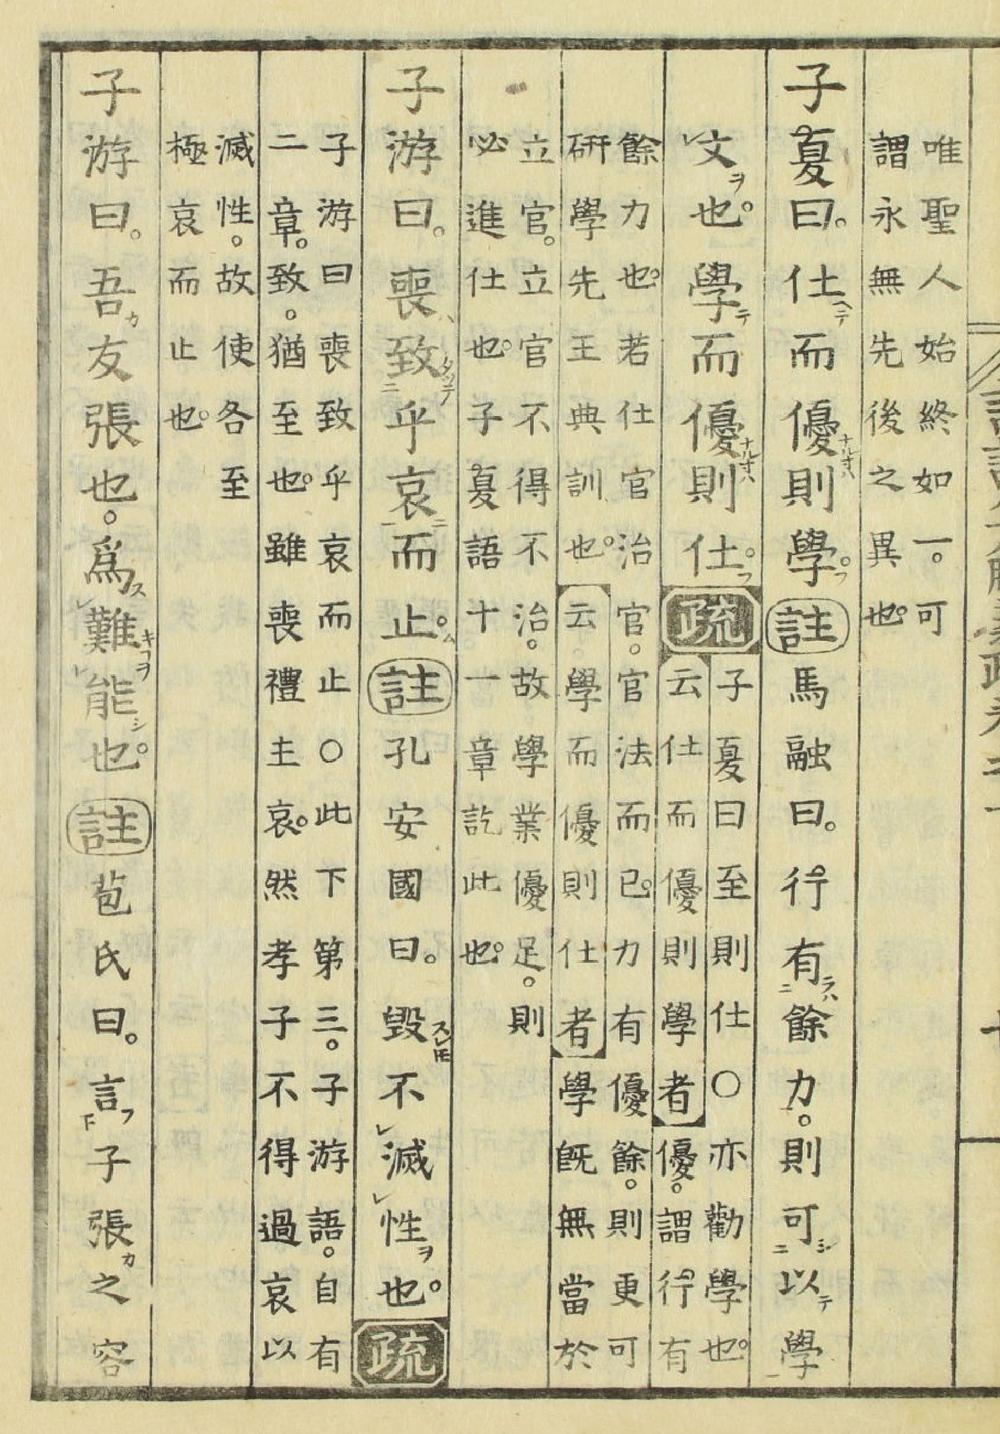 唯聖人始終如一。可
謂永無先後之異也。
子夏曰。仕而優則學。註馬融曰。行有餘力。則可以學
文也。學而優則仕。疏
子夏曰至則仕○亦勸學也。
云仕而優則學者優。謂行有
餘力也。若仕官治官。官法而已。力有優餘。則更可
研學先王典訓也。云學而優則仕者學既無當於
立官。立官不得不治。故學業優足。則
必進仕也。子夏語十一章訖此也。
子游曰。喪致乎哀而止。註孔安國曰。毀不滅性也。疏
子游曰喪致乎哀而止○此下第三。子游語。自有
二章。致。猶至也。雖喪禮主哀。然孝子不得過哀以
滅性。故使各至
極哀而止也。
子游曰。吾友張也。爲難能也。註苞氏曰。言子張之容